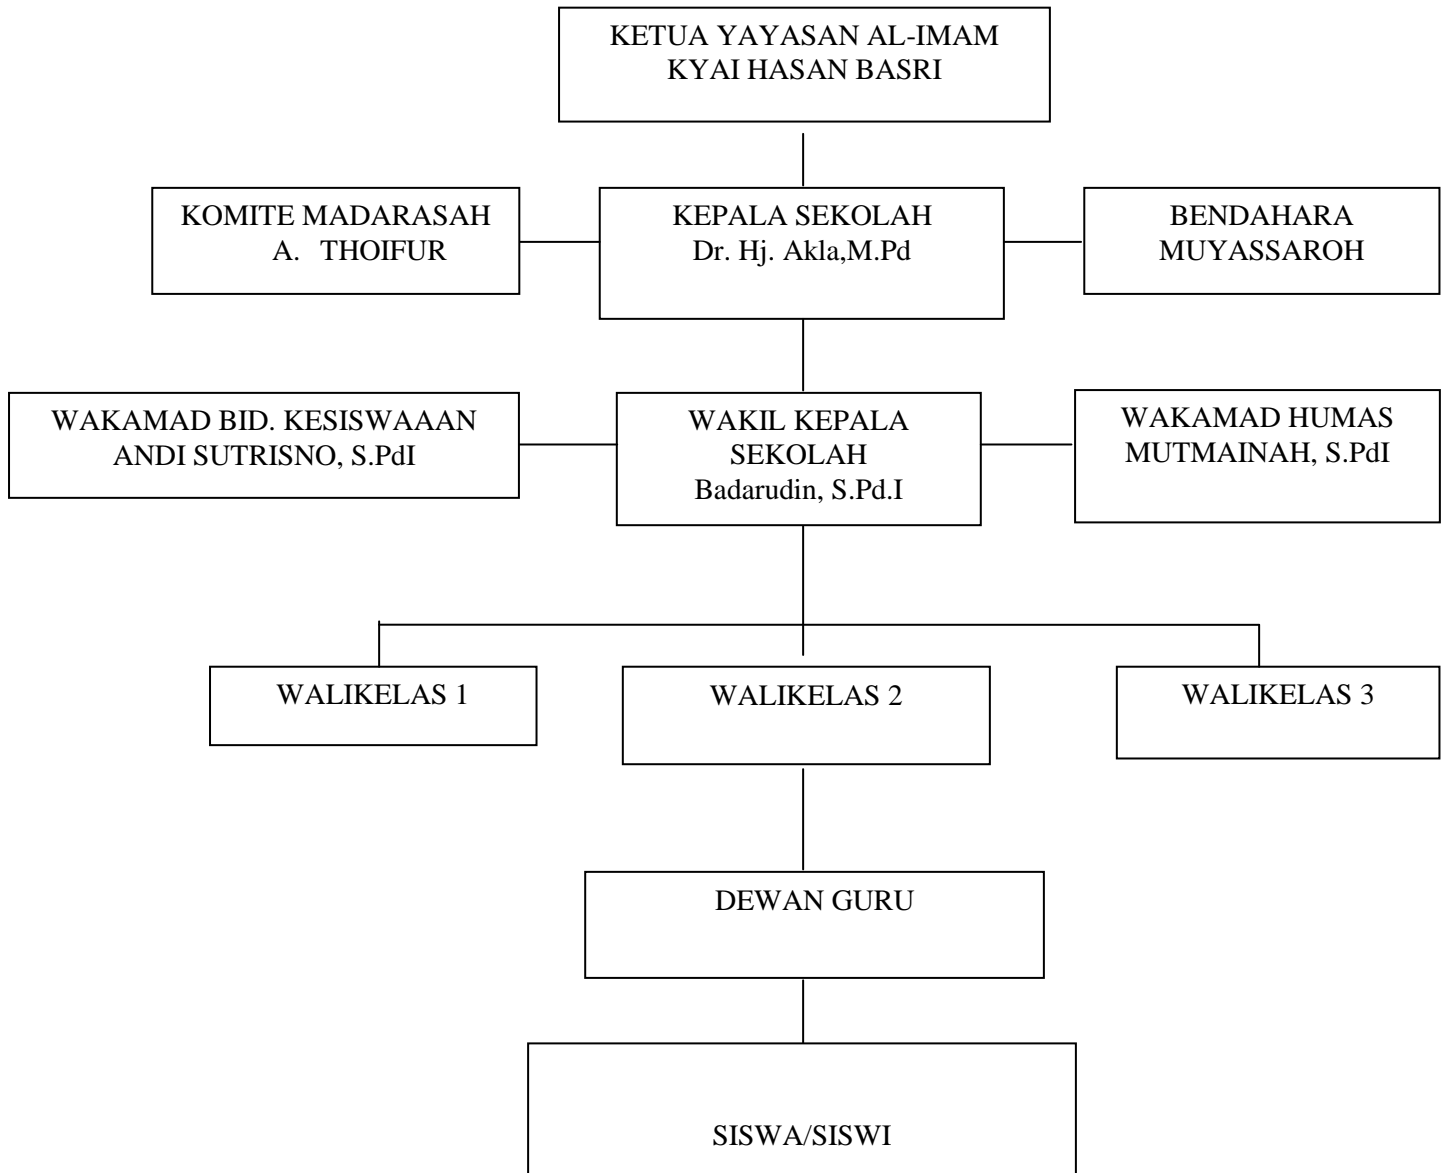 KETUA YAYASAN AL-IMAM
KYAI HASAN BASRI
KOMITE MADARASAH
A. THOIFUR
KEPALA SEKOLAH
Dr. Hj. Akla,M.Pd
BENDAHARA
MUYASSAROH
WAKAMAD BID. KESISWAAAN
ANDI SUTRISNO, S.PdI
WAKIL KEPALA
SEKOLAH
Badarudin, S.Pd.I
WAKAMAD HUMAS
MUTMAINAH, S.PdI
WALIKELAS 1
WALIKELAS 2
WALIKELAS 3
DEWAN GURU
SISWA/SISWI